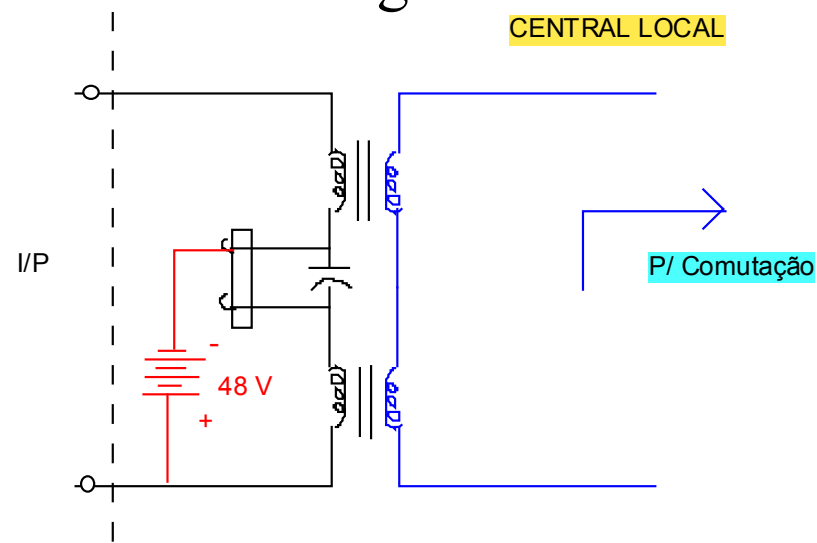 CENTRAL LOCAL
I/P
P/ Comutação
-
48 V
+